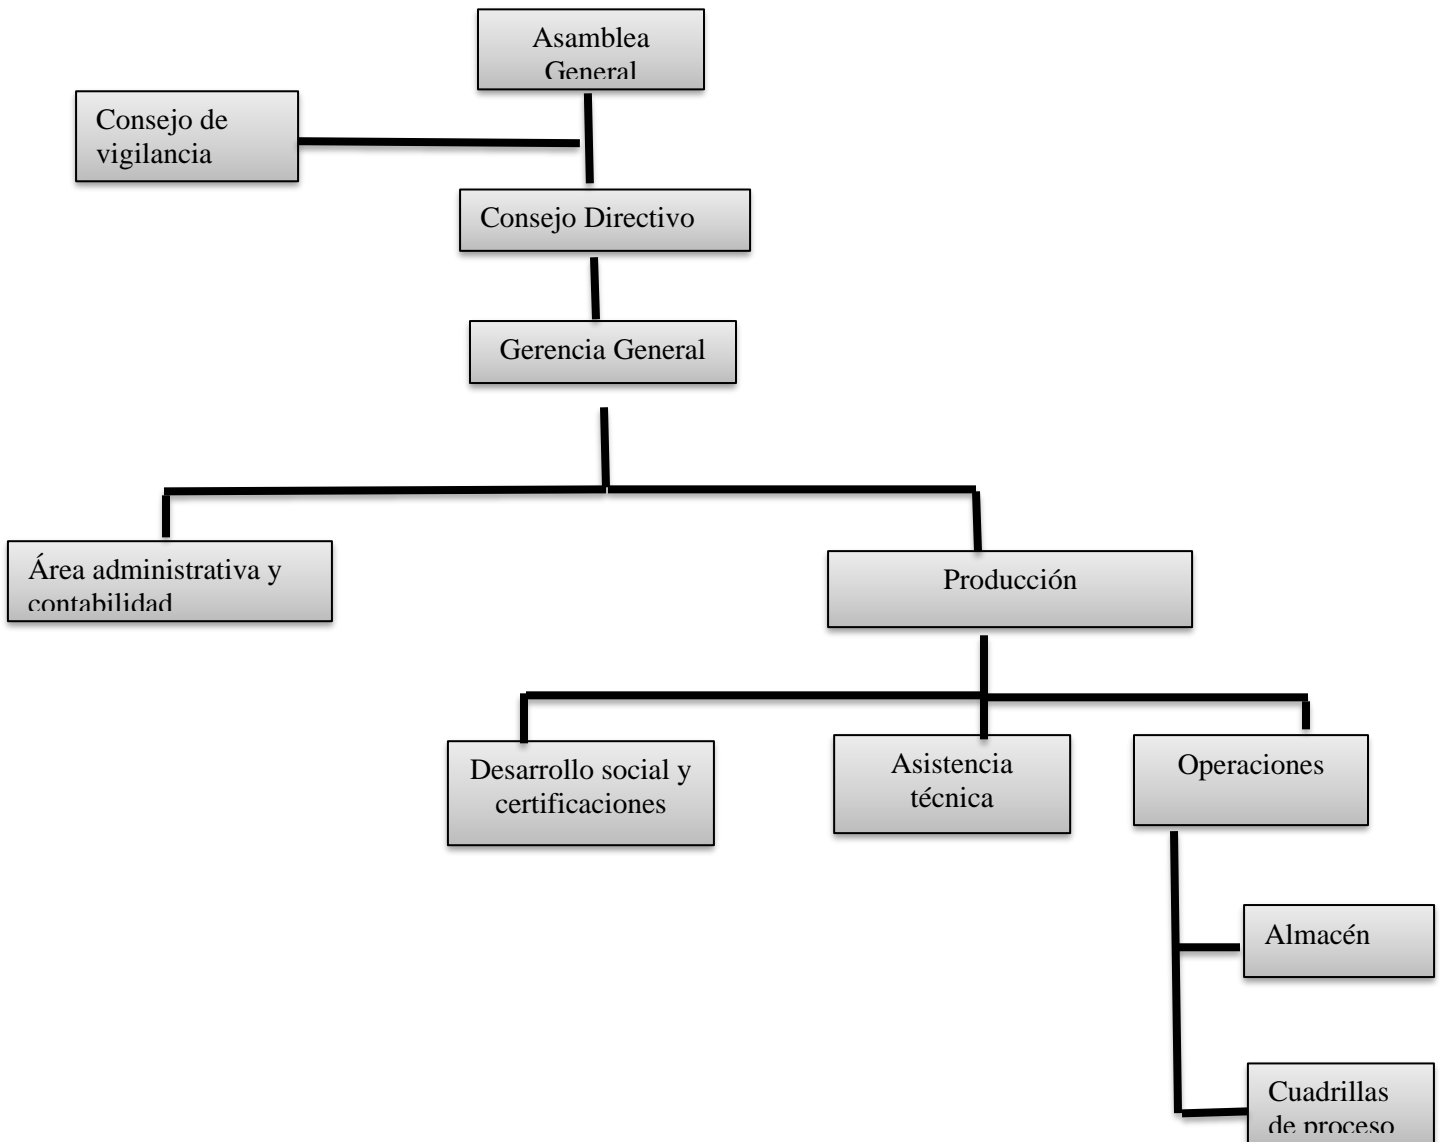 Asamblea
General
Consejo de
vigilancia
Consejo Directivo
Gerencia General
Área administrativa y
contabilidad
Producción
Desarrollo social y
certificaciones
Asistencia
técnica
Operaciones
Almacén
Cuadrillas
de proceso